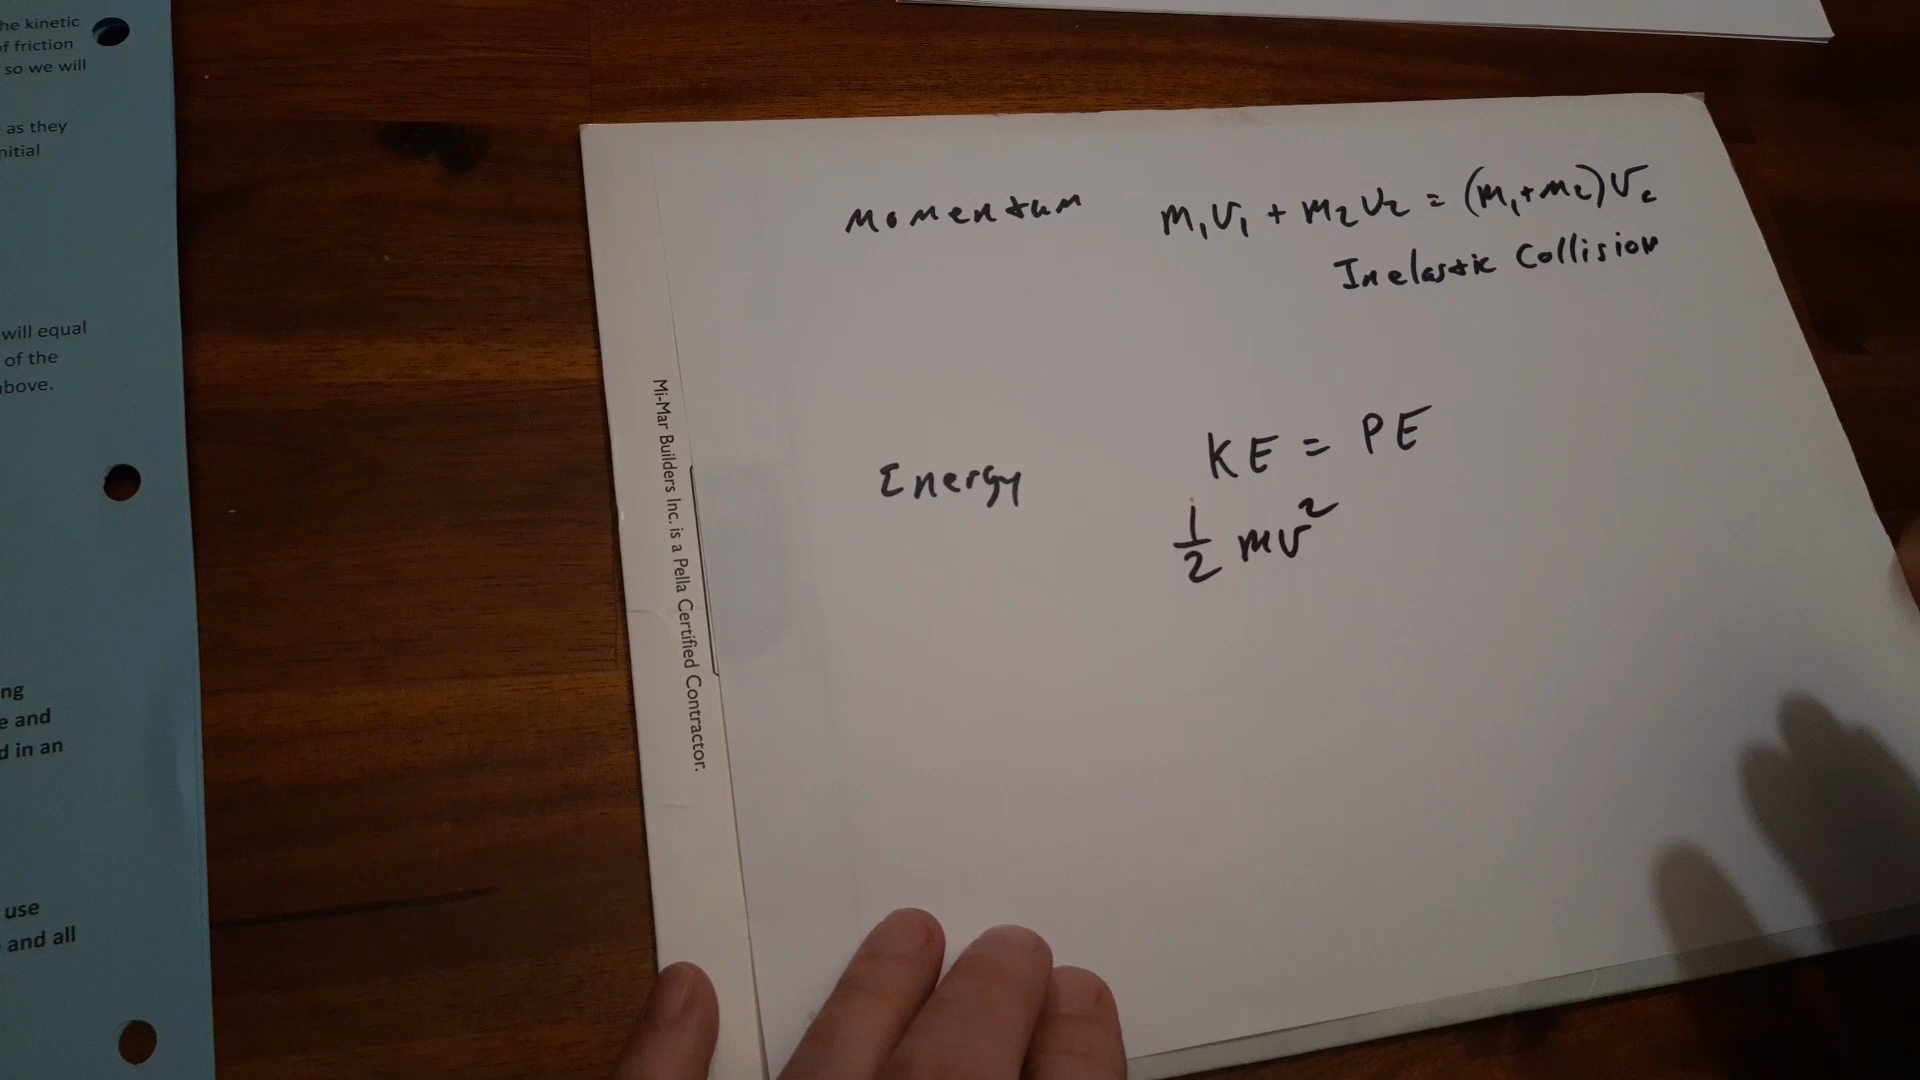 he kinetic
f friction
so we will
as they
nitial
will equal
of the
above.
ng
e and
d in an
use
and all
Momentum m₁v₁ + m₂v₂ = (m₁+m₂)v_c
Inelastic Collision
KE = PE
Energy
½ mv²
Mi-Mar Builders Inc. is a Pella Certified Contractor.